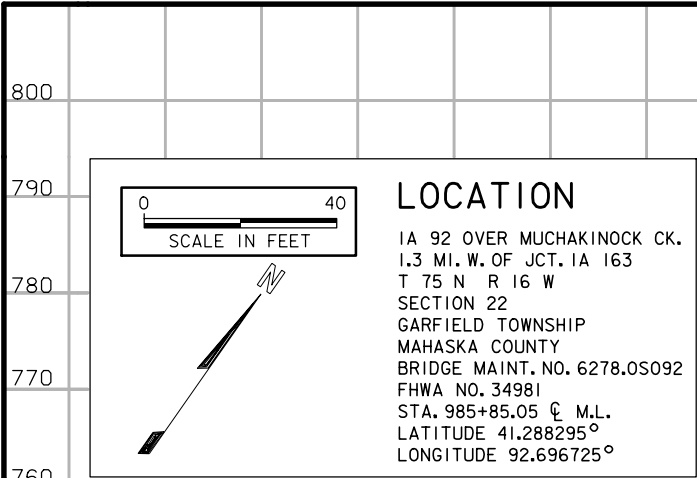 800
790
780
770
760
0 40
SCALE IN FEET
N
LOCATION
IA 92 OVER MUCHAKINOCK CK.
1.3 MI. W. OF JCT. IA 163
T 75 N R 16 W
SECTION 22
GARFIELD TOWNSHIP
MAHASKA COUNTY
BRIDGE MAINT. NO. 6278.0S092
FHWA NO. 34981
STA. 985+85.05 ℄ M.L.
LATITUDE 41.288295°
LONGITUDE 92.696725°